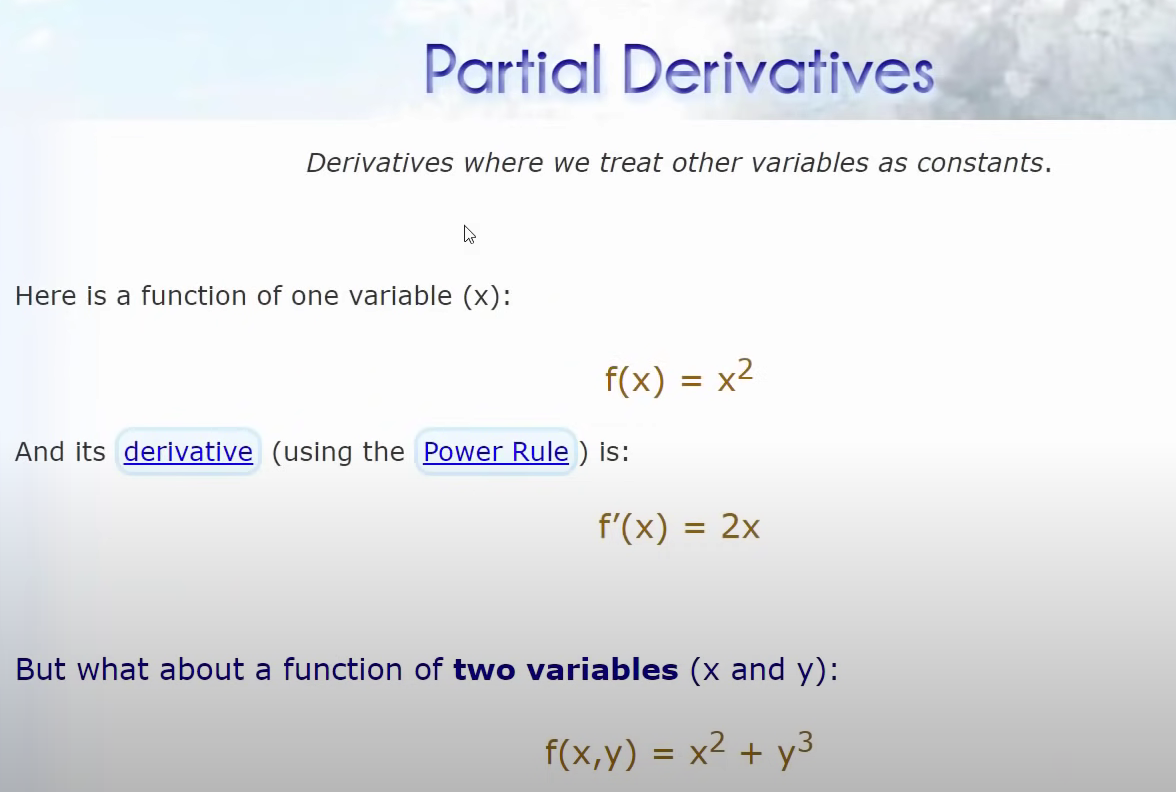 Partial Derivatives
Derivatives where we treat other variables as constants.
Here is a function of one variable (x):
f(x) = x²
And its derivative (using the Power Rule ) is:
f’(x) = 2x
But what about a function of two variables (x and y):
f(x,y) = x² + y³